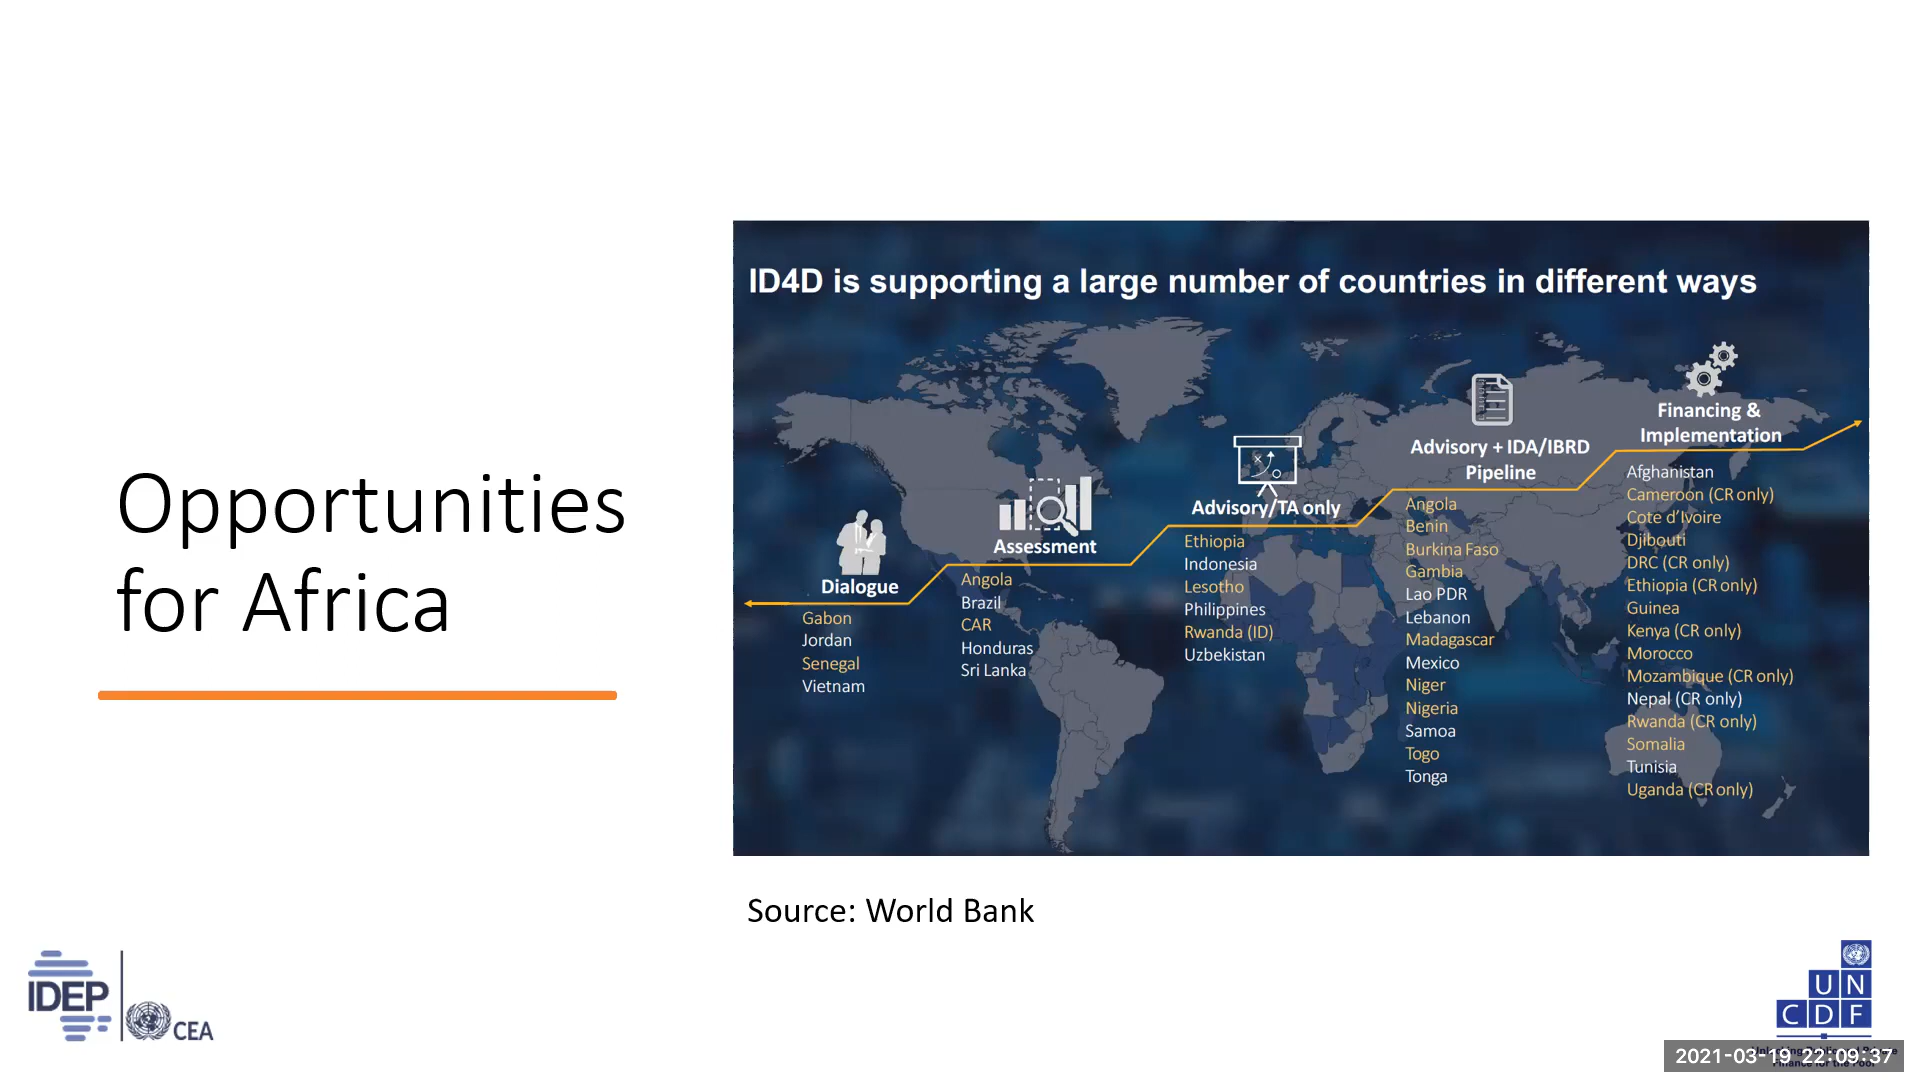 Opportunities
for Africa
ID4D is supporting a large number of countries in different ways
Dialogue
Gabon
Jordan
Senegal
Vietnam
Assessment
Angola
Brazil
CAR
Honduras
Sri Lanka
Advisory/TA only
Ethiopia
Indonesia
Lesotho
Philippines
Rwanda (ID)
Uzbekistan
Advisory + IDA/IBRD
Pipeline
Angola
Benin
Burkina Faso
Gambia
Lao PDR
Lebanon
Madagascar
Mexico
Niger
Nigeria
Samoa
Togo
Tonga
Financing &
Implementation
Afghanistan
Cameroon (CR only)
Cote d’Ivoire
Djibouti
DRC (CR only)
Ethiopia (CR only)
Guinea
Kenya (CR only)
Morocco
Mozambique (CR only)
Nepal (CR only)
Rwanda (CR only)
Somalia
Tunisia
Uganda (CR only)
Source: World Bank
IDEP
CEA
UN
CDF
2021-03-19 22:09:37